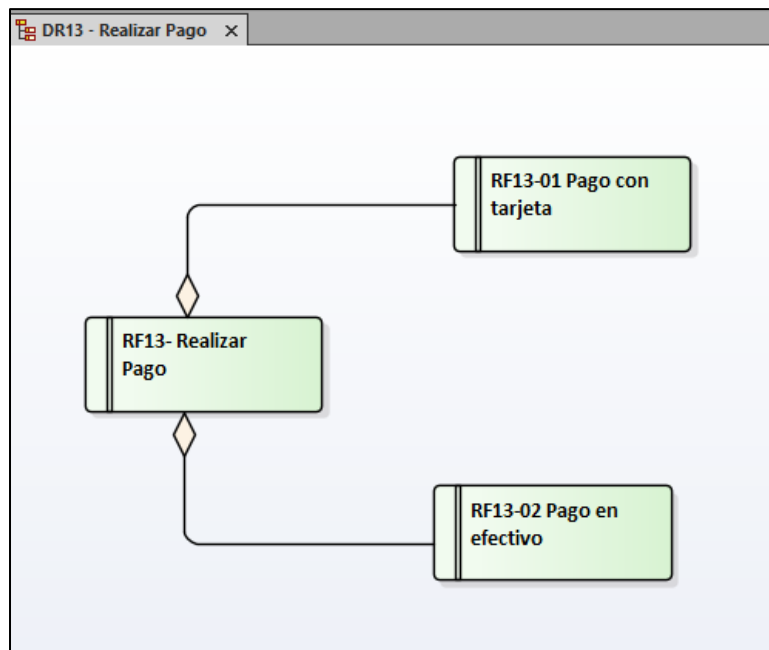 DR13 - Realizar Pago
RF13-01 Pago con
tarjeta
RF13- Realizar
Pago
RF13-02 Pago en
efectivo